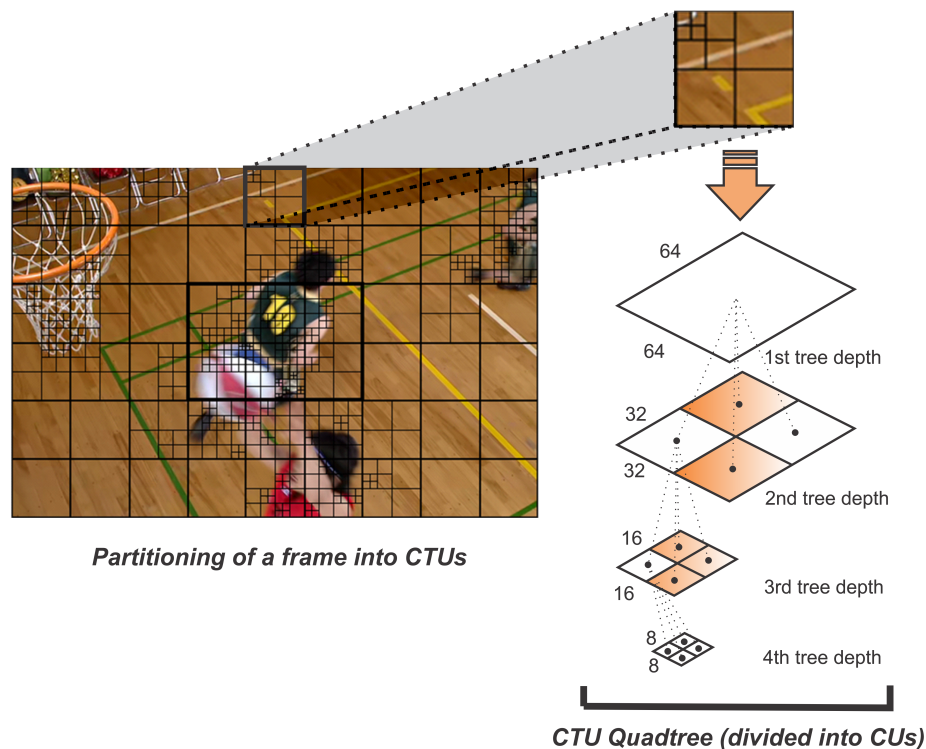 64
64
1st tree depth
32
32
2nd tree depth
16
16
3rd tree depth
8
8
4th tree depth
Partitioning of a frame into CTUs
CTU Quadtree (divided into CUs)